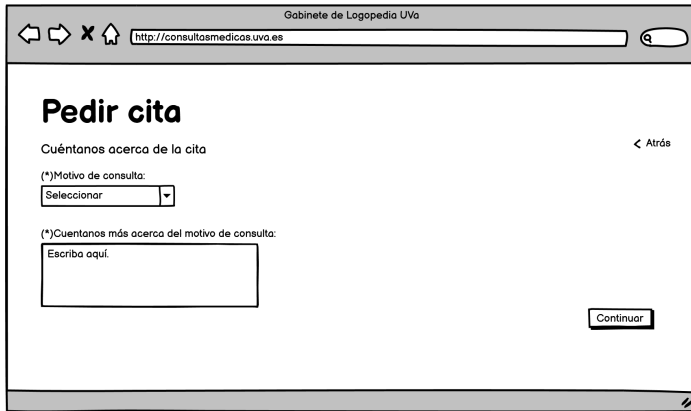 Gabinete de Logopedia UVa
http://consultasmedicas.uva.es
Pedir cita
Cuéntanos acerca de la cita
Atrás
(*)Motivo de consulta:
Seleccionar
(*)Cuentanos más acerca del motivo de consulta:
Escriba aquí.
Continuar